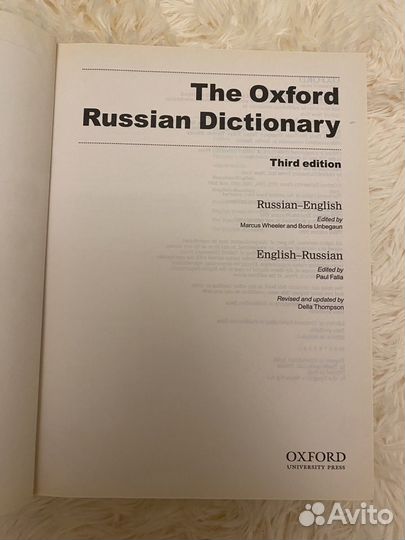 The Oxford
Russian Dictionary
Third edition
Russian–English
Edited by
Marcus Wheeler and Boris Unbegaun
English–Russian
Edited by
Paul Falla
Revised and updated by
Della Thompson
OXFORD
UNIVERSITY PRESS
Avito